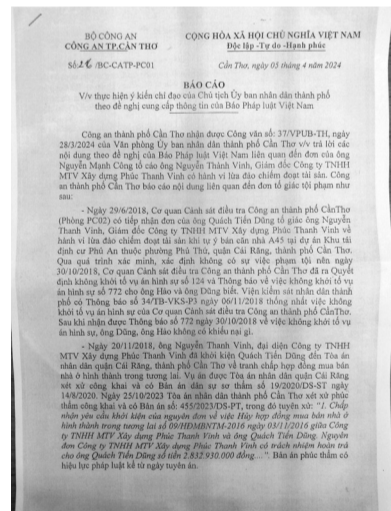 BỘ CÔNG AN
CÔNG AN TP.CẦN THƠ
Số: 26 /BC-CATP-PC01
CỘNG HÒA XÃ HỘI CHỦ NGHĨA VIỆT NAM
Độc lập -Tự do -Hạnh phúc
Cần Thơ, ngày 03 tháng 4 năm 2024
BÁO CÁO
V/v thực hiện ý kiến chỉ đạo của Chủ tịch Ủy ban nhân dân thành phố
theo đề nghị cung cấp thông tin của Báo Pháp luật Việt Nam
Công an thành phố Cần Thơ nhận được Công văn số: 37/VPUB-TH, ngày
28/3/2024 của Văn phòng Ủy ban nhân dân thành phố Cần Thơ v/v trả lời các
nội dung theo đề nghị của Báo Pháp luật Việt Nam liên quan đến đơn của ông
Nguyễn Mạnh Công tố cáo ông Nguyễn Thành Vinh, Giám đốc Công ty TNHH
MTV Xây dựng Phúc Thanh Vinh có hành vi lừa đảo chiếm đoạt tài sản. Công
an thành phố Cần Thơ báo cáo nội dung liên quan đến đơn tố giác tội phạm như
sau:
- Ngày 29/6/2018, Cơ quan Cảnh sát điều tra Công an thành phố CầnThơ
(Phòng PC02) có tiếp nhận đơn của ông Quách Tiến Dũng tố giác ông Nguyễn
Thanh Vinh, Giám đốc Công ty TNHH MTV Xây dựng Phúc Thanh Vinh về
hành vi lừa đảo chiếm đoạt tài sản khi tự ý bán căn nhà A45 tại dự án Khu tái
định cư Phú An thuộc phường Phú Thứ, quận Cái Răng, thành phố Cần Thơ.
Qua quá trình xác minh, xác định không có sự việc phạm tội nên ngày
30/10/2018, Cơ quan Cảnh sát điều tra Công an thành phố Cần Thơ đã ra Quyết
định không khởi tố vụ án hình sự số 124 và Thông báo về việc không khởi tố vụ
án hình sự số 772 cho ông Hào và ông Dũng biết. Viện kiểm sát nhân dân thành
phố có Thông báo số 34/TB-VKS-P3 ngày 06/11/2018 thống nhất việc không
khởi tố vụ án hình sự của Cơ quan Cảnh sát điều tra Công an thành phố CầnThơ.
Sau khi nhận được Thông báo số 772 ngày 30/10/2018 về việc không khởi tố vụ
án hình sự, ông Dũng, ông Hào không có khiếu nại gì.
- Ngày 20/11/2018, ông Nguyễn Thanh Vinh, đại diện Công ty TNHH
MTV Xây dựng Phúc Thanh Vinh đã khởi kiện Quách Tiến Dũng đến Tòa án
nhân dân quận Cái Răng, thành phố Cần Thơ về tranh chấp hợp đồng mua bán
nhà ở hình thành trong tương lai. Vụ án được Tòa án nhân dân quận Cái Răng
xét xử công khai và có Bản án dân sự sơ thẩm số 19/2020/DS-ST ngày
14/8/2020. Ngày 25/10/2023 Tòa án nhân dân thành phố Cần Thơ xét xử phúc
thẩm công khai và có Bản án số: 455/2023/DS-PT, trong đó tuyên xử: "1. Chấp
nhận yêu cầu khởi kiện của nguyên đơn về việc Hủy hợp đồng mua bán nhà ở
hình thành trong tương lai số 09/HĐMBNTM-2016 ngày 03/11/2016 giữa Công
ty TNHH MTV Xây dựng Phúc Thanh Vinh và ông Quách Tiến Dũng. Nguyên
đơn Công ty TNHH MTV Xây dựng Phúc Thanh Vinh có trách nhiệm hoàn trả
cho ông Quách Tiến Dũng số tiền 2.832.930.000 đồng....". Bản án phúc thẩm có
hiệu lực pháp luật kể từ ngày tuyên án.